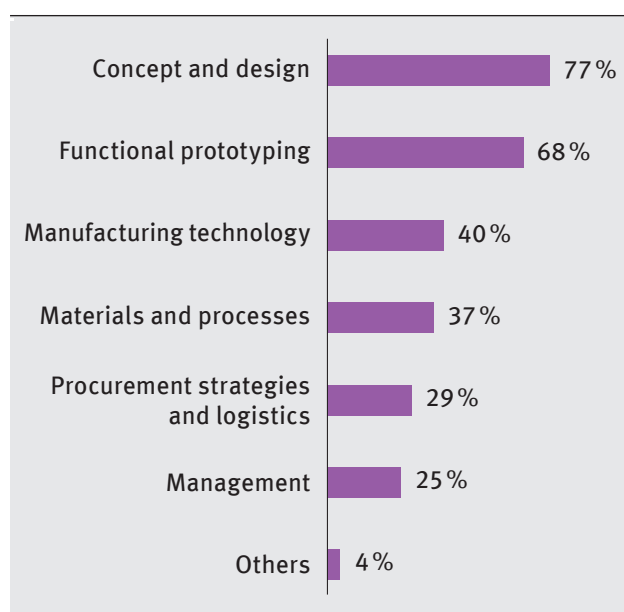 Concept and design 77 %
Functional prototyping 68 %
Manufacturing technology 40 %
Materials and processes 37 %
Procurement strategies
and logistics 29 %
Management 25 %
Others 4 %